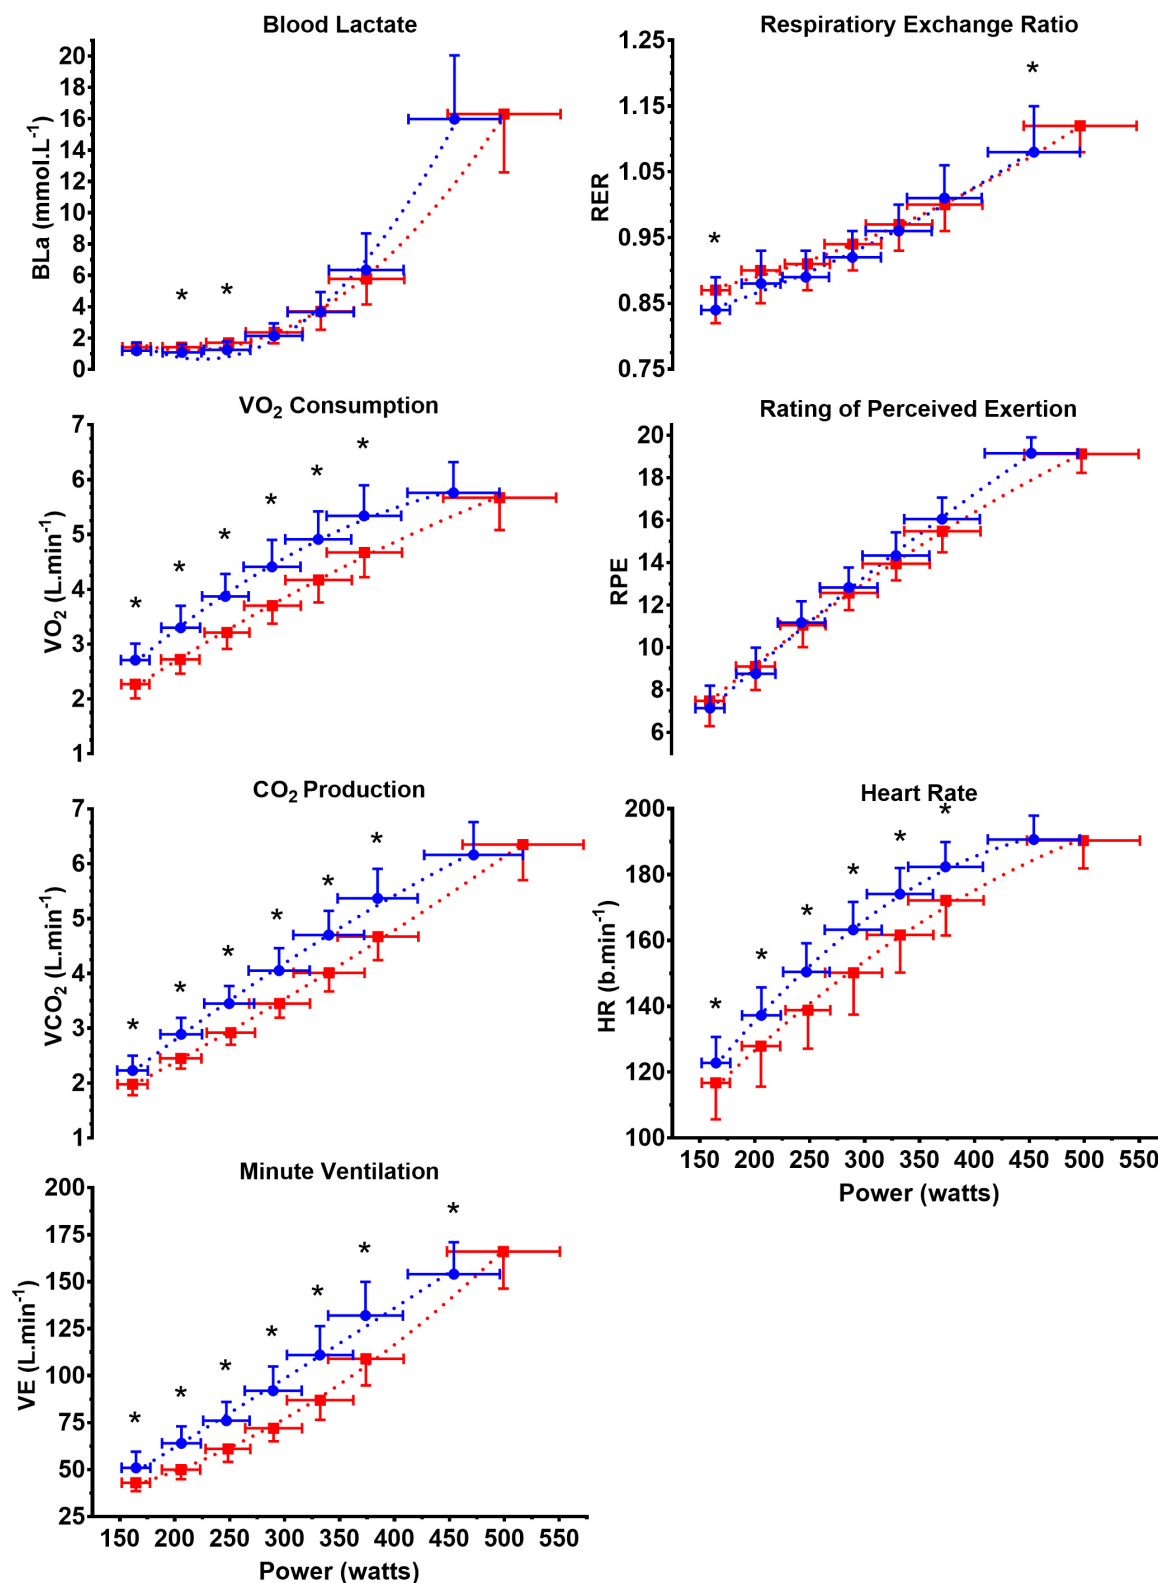 Blood Lactate
20
18
16
14
12
10
8
6
4
2
0
BLa (mmol.L-1)
* *
Respiratiory Exchange Ratio
1.25
1.15
1.05
0.95
0.85
0.75
RER
* *
VO2 Consumption
7
6
5
4
3
2
1
VO2 (L.min-1)
* * * * * *
Rating of Perceived Exertion
20
18
16
14
12
10
8
6
RPE
CO2 Production
7
6
5
4
3
2
1
VCO2 (L.min-1)
* * * * * *
Heart Rate
200
180
160
140
120
100
HR (b.min-1)
* * * * * *
150 200 250 300 350 400 450 500 550
Power (watts)
Minute Ventilation
200
175
150
125
100
75
50
25
VE (L.min-1)
* * * * * * *
150 200 250 300 350 400 450 500 550
Power (watts)